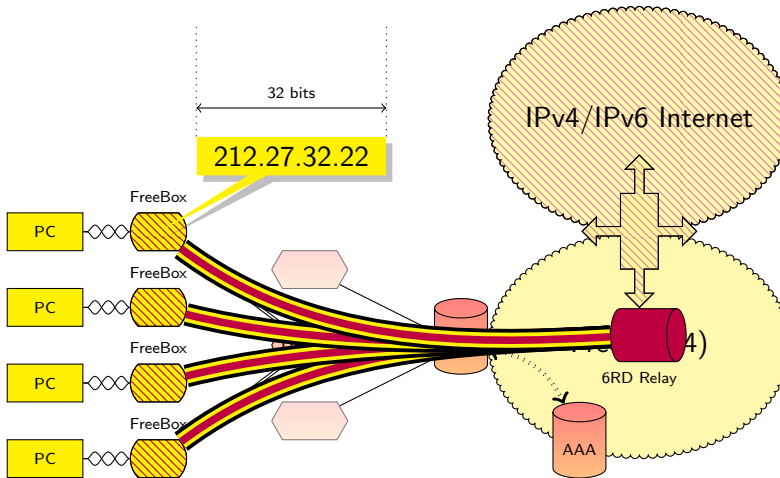 32 bits
IPv4/IPv6 Internet
212.27.32.22
FreeBox
PC
FreeBox
PC
4)
6RD Relay
FreeBox
PC
FreeBox
PC
AAA